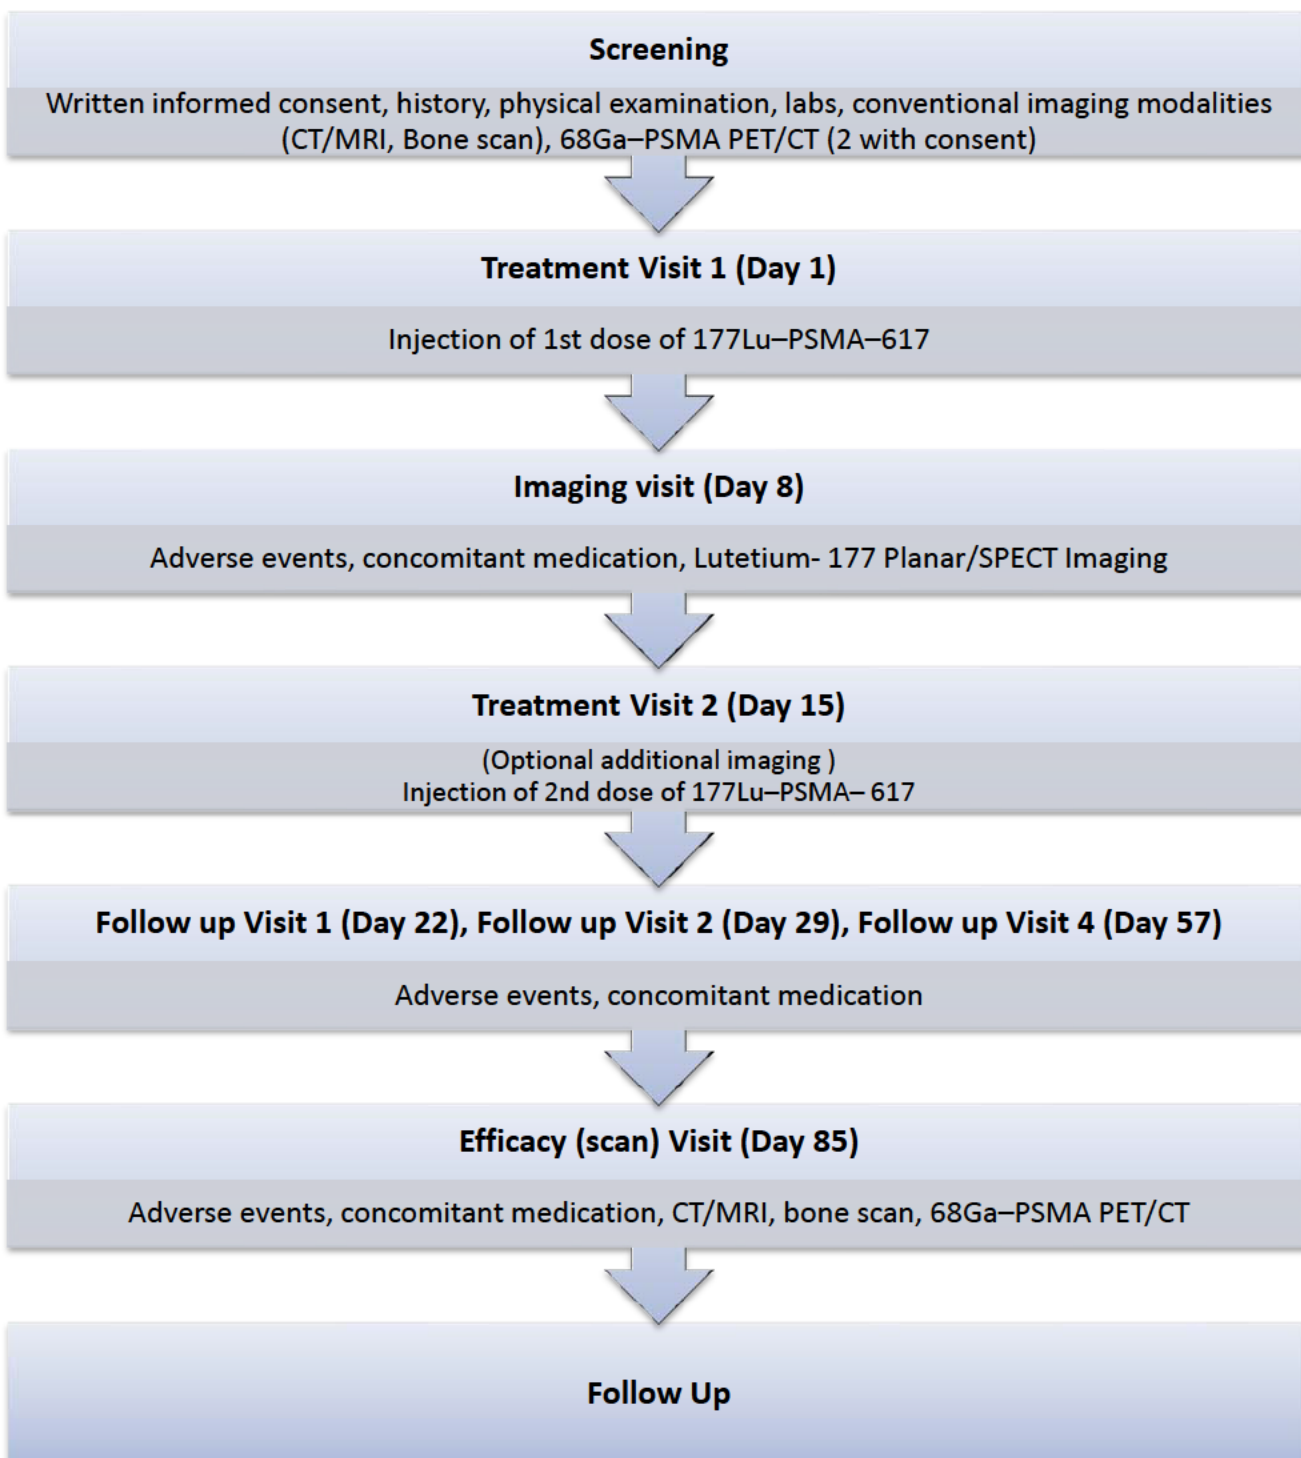 Screening
Written informed consent, history, physical examination, labs, conventional imaging modalities
(CT/MRI, Bone scan), 68Ga–PSMA PET/CT (2 with consent)
Treatment Visit 1 (Day 1)
Injection of 1st dose of 177Lu–PSMA–617
Imaging visit (Day 8)
Adverse events, concomitant medication, Lutetium- 177 Planar/SPECT Imaging
Treatment Visit 2 (Day 15)
(Optional additional imaging )
Injection of 2nd dose of 177Lu–PSMA– 617
Follow up Visit 1 (Day 22), Follow up Visit 2 (Day 29), Follow up Visit 4 (Day 57)
Adverse events, concomitant medication
Efficacy (scan) Visit (Day 85)
Adverse events, concomitant medication, CT/MRI, bone scan, 68Ga–PSMA PET/CT
Follow Up